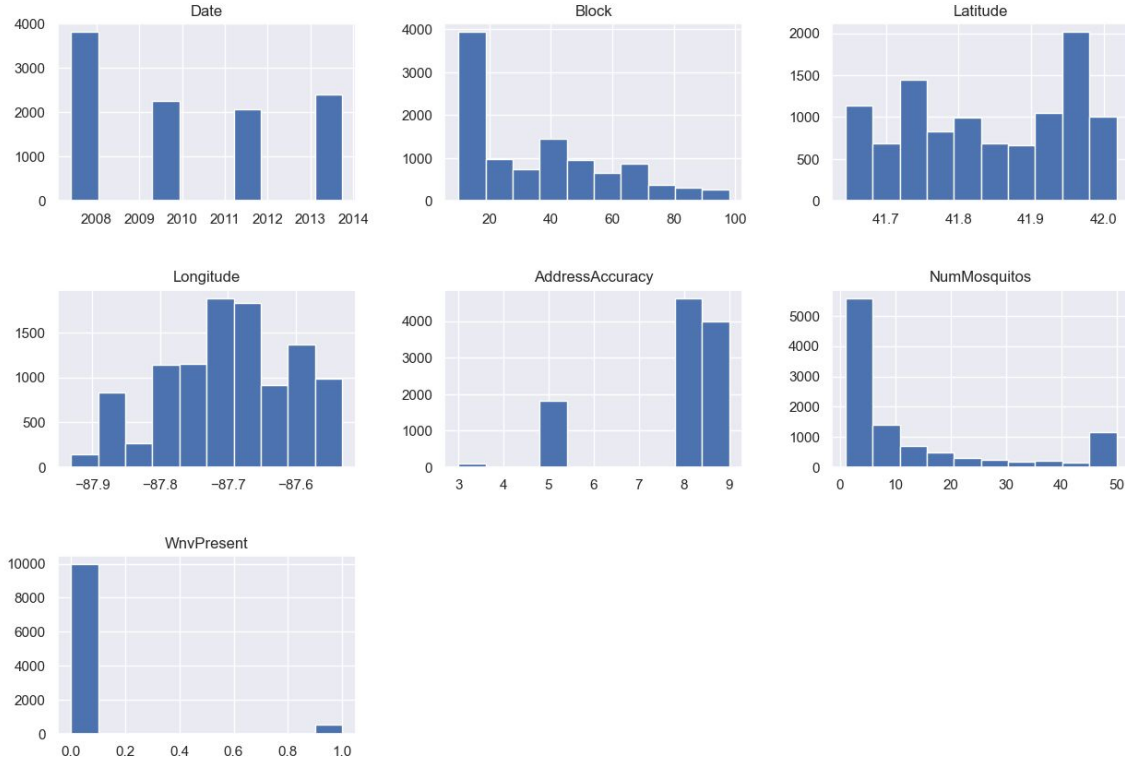 Date
4000
3000
2000
1000
0
2008 2009 2010 2011 2012 2013 2014
Block
4000
3000
2000
1000
0
20 40 60 80 100
Latitude
2000
1500
1000
500
0
41.7 41.8 41.9 42.0
Longitude
1500
1000
500
0
−87.9 −87.8 −87.7 −87.6
AddressAccuracy
4000
3000
2000
1000
0
3 4 5 6 7 8 9
NumMosquitos
5000
4000
3000
2000
1000
0
0 10 20 30 40 50
WnvPresent
10000
8000
6000
4000
2000
0
0.0 0.2 0.4 0.6 0.8 1.0